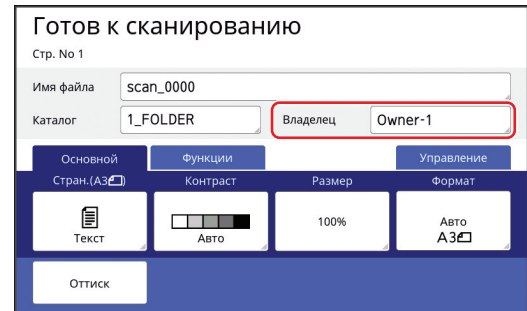 Готов к сканированию
Стр. No 1
Имя файла scan_0000
Каталог 1_FOLDER Владелец Owner-1
Основной Функции Управление
Стран.(A3) Контраст Размер Формат
Текст Авто 100% Авто A3
Оттиск